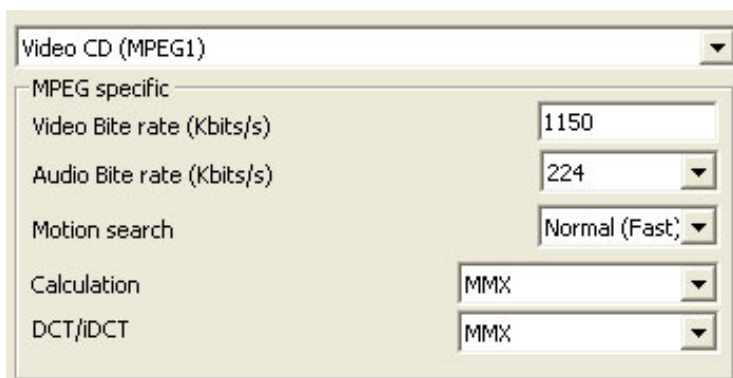 Video CD (MPEG1)
MPEG specific
Video Bite rate (Kbits/s) 1150
Audio Bite rate (Kbits/s) 224
Motion search Normal (Fast)
Calculation MMX
DCT/iDCT MMX